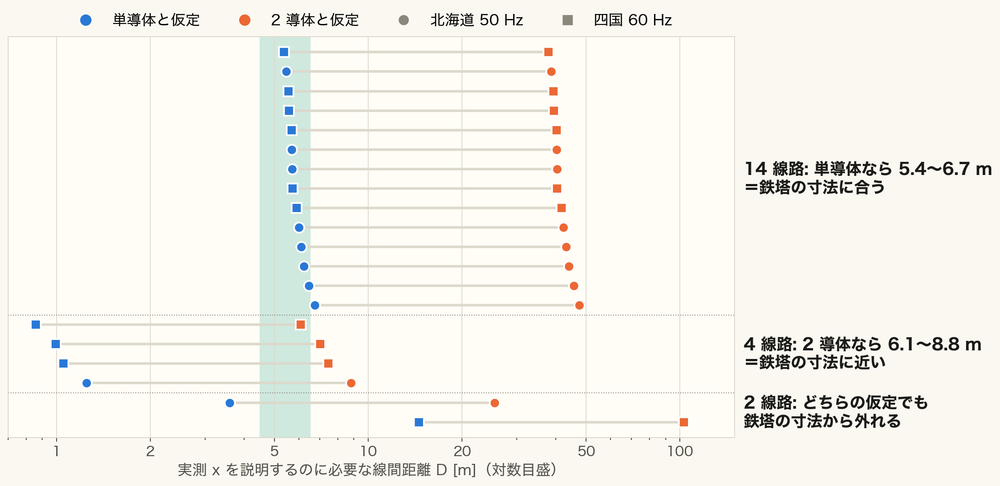 単導体と仮定
2 導体と仮定
北海道 50 Hz
四国 60 Hz
14 線路: 単導体なら 5.4〜6.7 m
=鉄塔の寸法に合う
4 線路: 2 導体なら 6.1〜8.8 m
=鉄塔の寸法に近い
2 線路: どちらの仮定でも
鉄塔の寸法から外れる
1 2 5 10 20 50 100
実測 x を説明するのに必要な線間距離 D [m]（対数目盛）